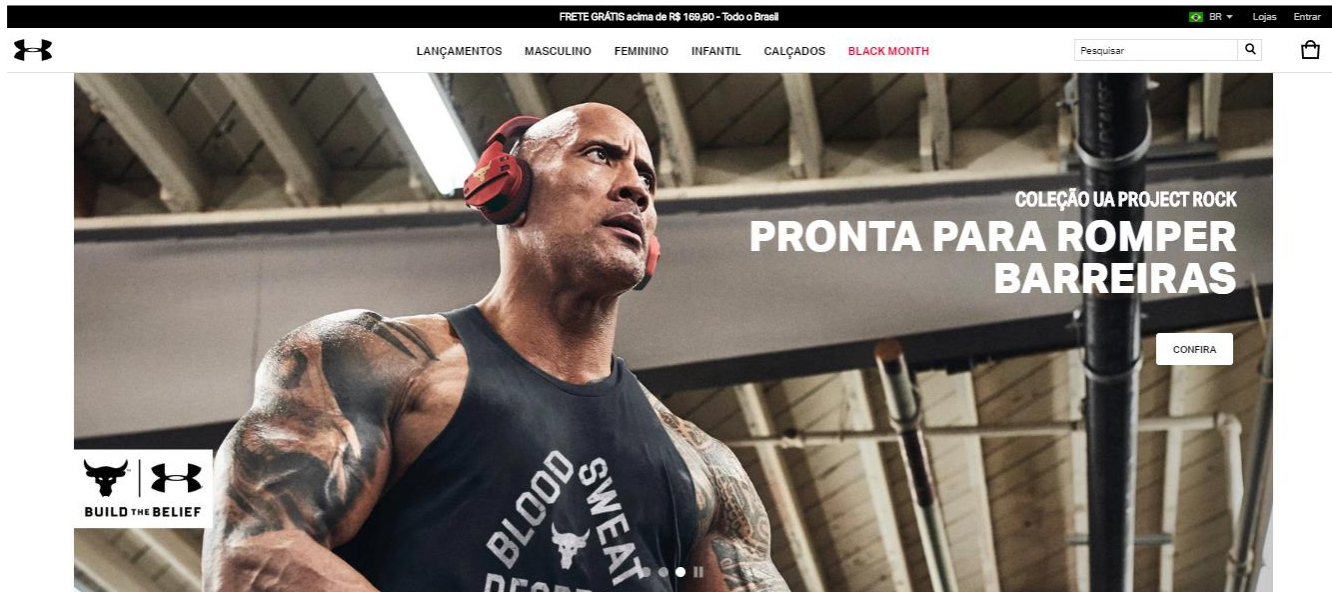 FRETE GRÁTIS acima de R$ 169,90 - Todo o Brasil
BR
Lojas
Entrar
LANÇAMENTOS MASCULINO FEMININO INFANTIL CALÇADOS BLACK MONTH
Pesquisar
COLEÇÃO UA PROJECT ROCK
PRONTA PARA ROMPER
BARREIRAS
CONFIRA
BUILD THE BELIEF
BLOOD
SWEAT